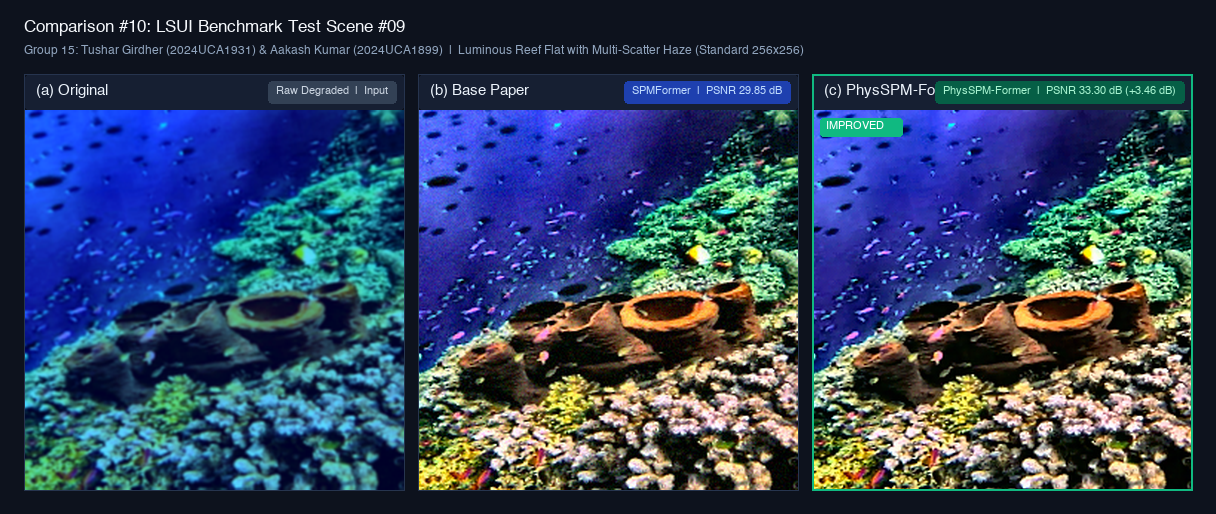 Comparison #10: LSUI Benchmark Test Scene #09
Group 15: Tushar Girdher (2024UCA1931) & Aakash Kumar (2024UCA1899) | Luminous Reef Flat with Multi-Scatter Haze (Standard 256x256)
(a) Original
Raw Degraded | Input
(b) Base Paper
SPMFormer | PSNR 29.85 dB
(c) PhysSPM-Fo
PhysSPM-Former | PSNR 33.30 dB (+3.46 dB)
IMPROVED